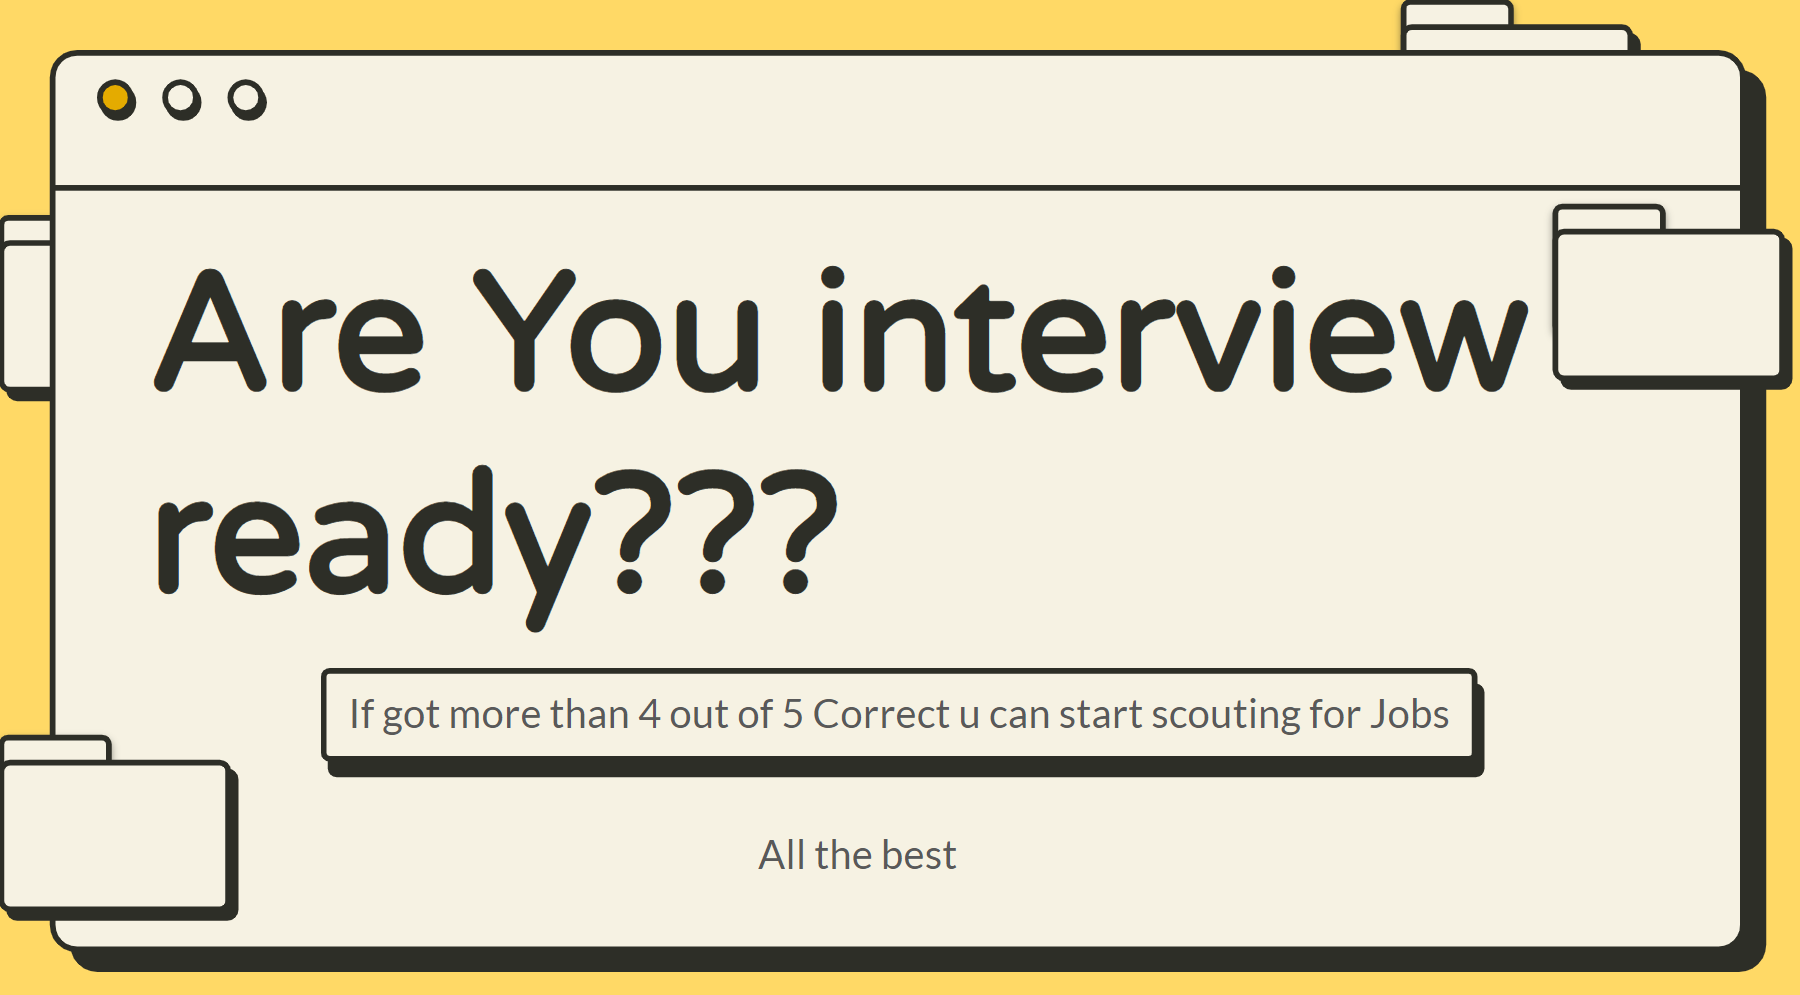 Are You interview
ready???
If got more than 4 out of 5 Correct u can start scouting for Jobs
All the best